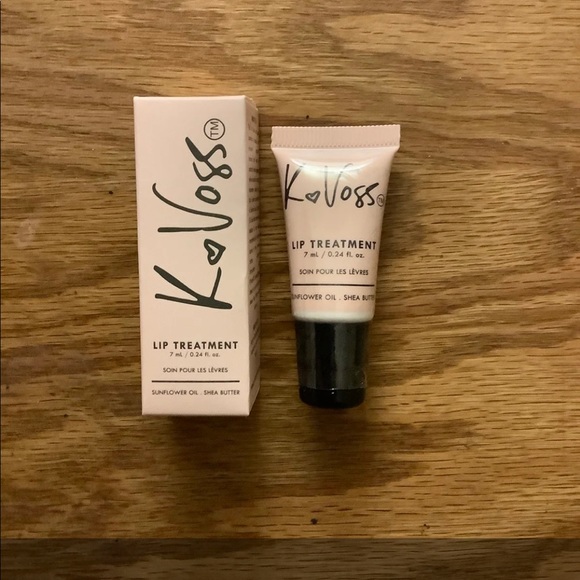 K♡Voss™
LIP TREATMENT
7 mL / 0.24 fl. oz.
SOIN POUR LES LÈVRES
SUNFLOWER OIL . SHEA BUTTER
K♡Voss™
LIP TREATMENT
7 mL / 0.24 fl. oz.
SOIN POUR LES LÈVRES
SUNFLOWER OIL . SHEA BUTTER